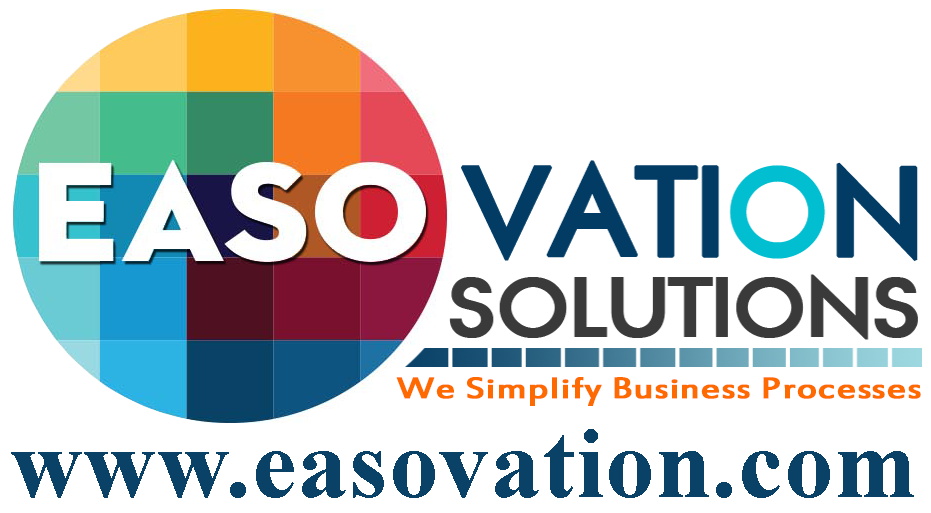 EASOVATION
SOLUTIONS
We Simplify Business Processes
www.easovation.com